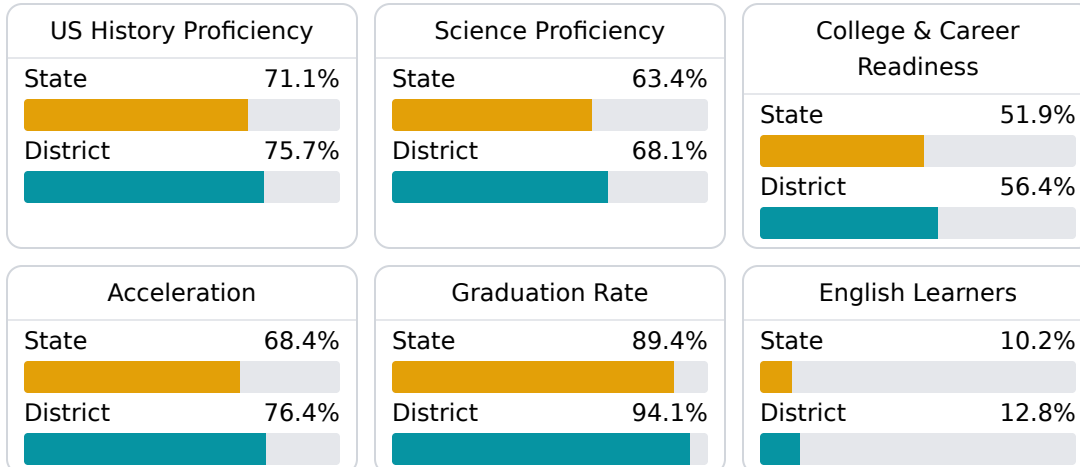 US History Proficiency
State 71.1%
District 75.7%
Science Proficiency
State 63.4%
District 68.1%
College & Career
Readiness
State 51.9%
District 56.4%
Acceleration
State 68.4%
District 76.4%
Graduation Rate
State 89.4%
District 94.1%
English Learners
State 10.2%
District 12.8%